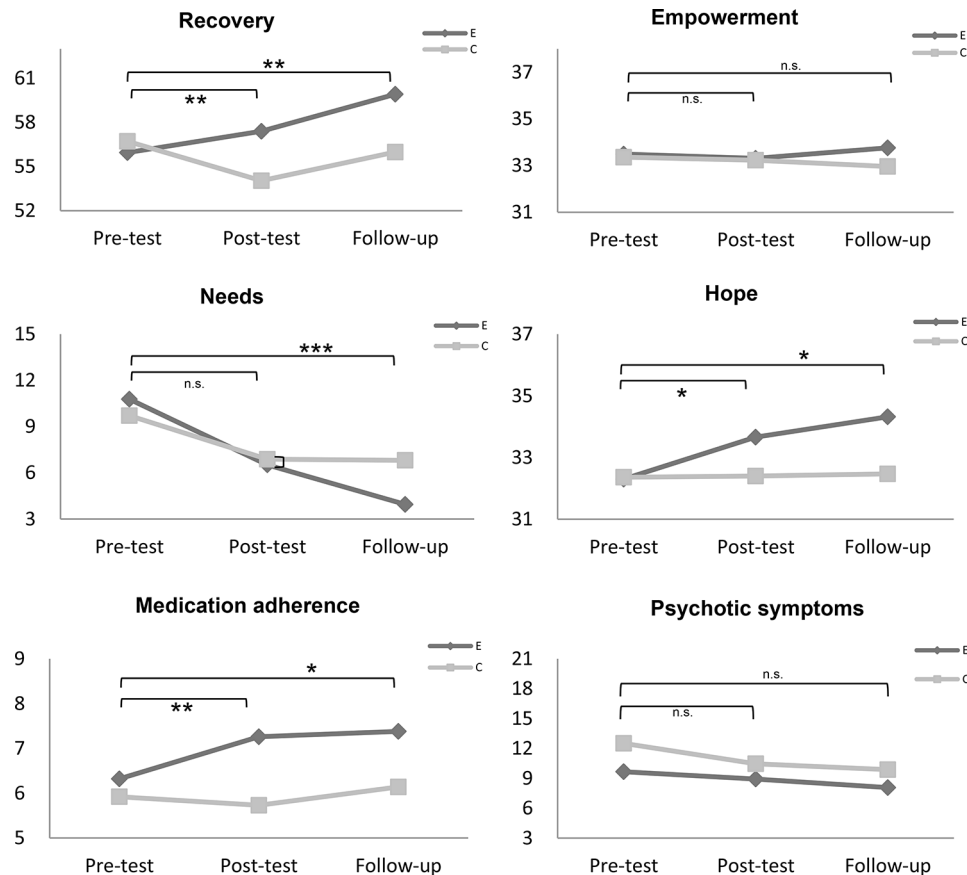 Recovery
E
C
61
58
55
52
**
**
Pre-test Post-test Follow-up
Empowerment
E
C
37
35
33
31
n.s.
n.s.
Pre-test Post-test Follow-up
Needs
E
C
15
12
9
6
3
***
n.s.
Pre-test Post-test Follow-up
Hope
E
C
37
35
33
31
*
*
Pre-test Post-test Follow-up
Medication adherence
E
C
9
8
7
6
5
*
**
Pre-test Post-test Follow-up
Psychotic symptoms
E
C
21
18
15
12
9
6
3
n.s.
n.s.
Pre-test Post-test Follow-up